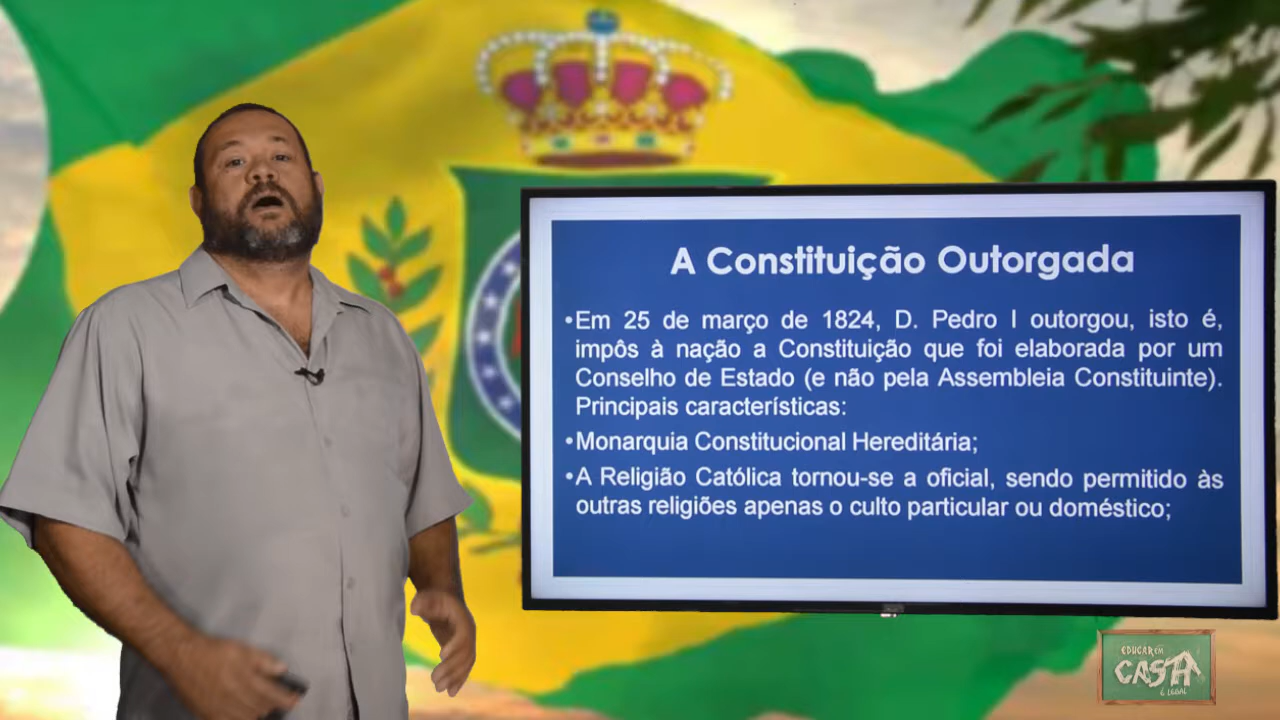 A Constituição Outorgada
•Em 25 de março de 1824, D. Pedro I outorgou, isto é,
impôs à nação a Constituição que foi elaborada por um
Conselho de Estado (e não pela Assembleia Constituinte).
Principais características:
•Monarquia Constitucional Hereditária;
•A Religião Católica tornou-se a oficial, sendo permitido às
outras religiões apenas o culto particular ou doméstico;
EDUCAR EM
CASA
É LEGAL